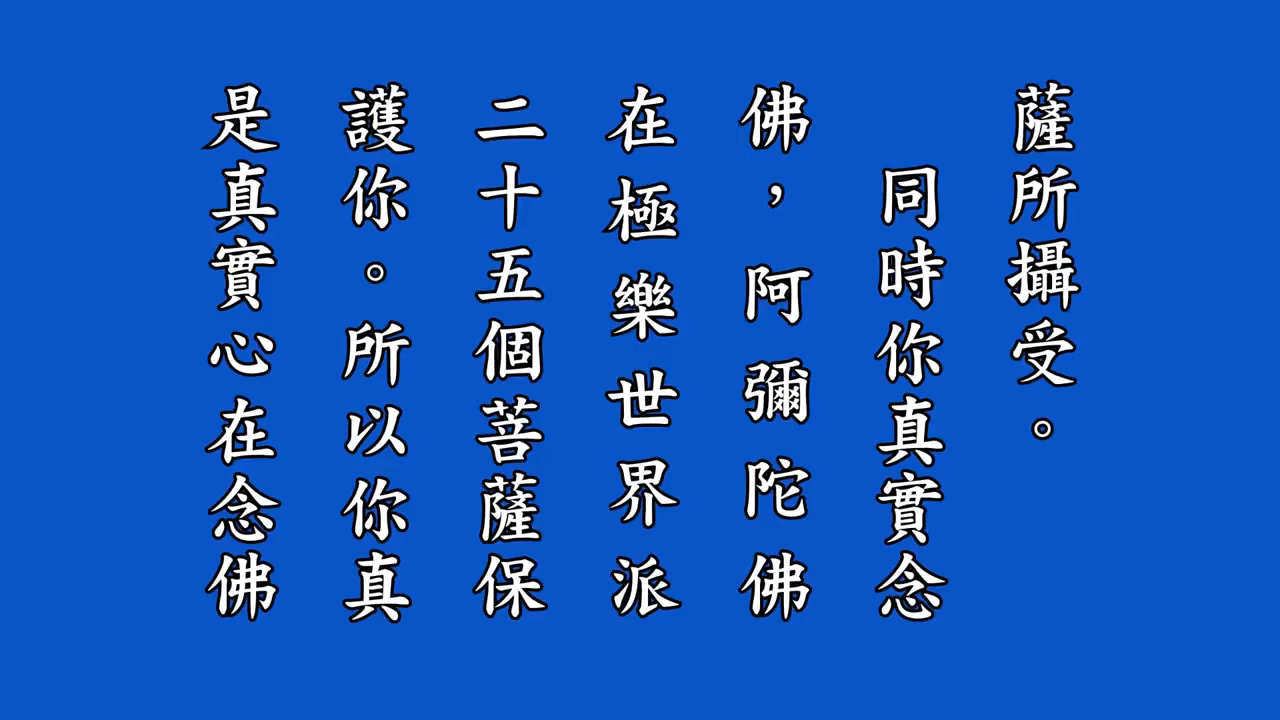 薩所攝受。
同時你真實念
佛，阿彌陀佛
在極樂世界派
二十五個菩薩保
護你。所以你真
是真實心在念佛